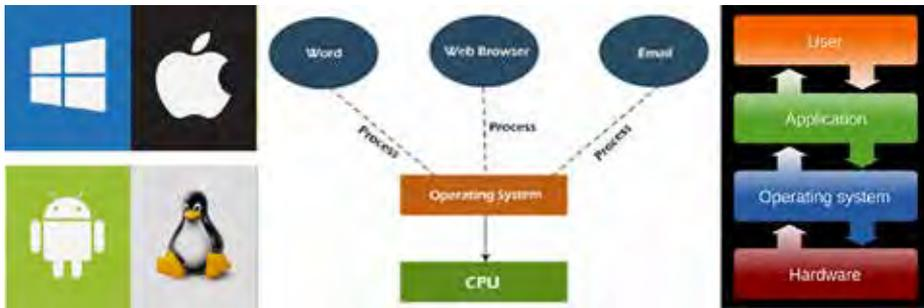 Word
Web Browser
Email
Process
Process
Process
Operating System
CPU
User
Application
Operating system
Hardware